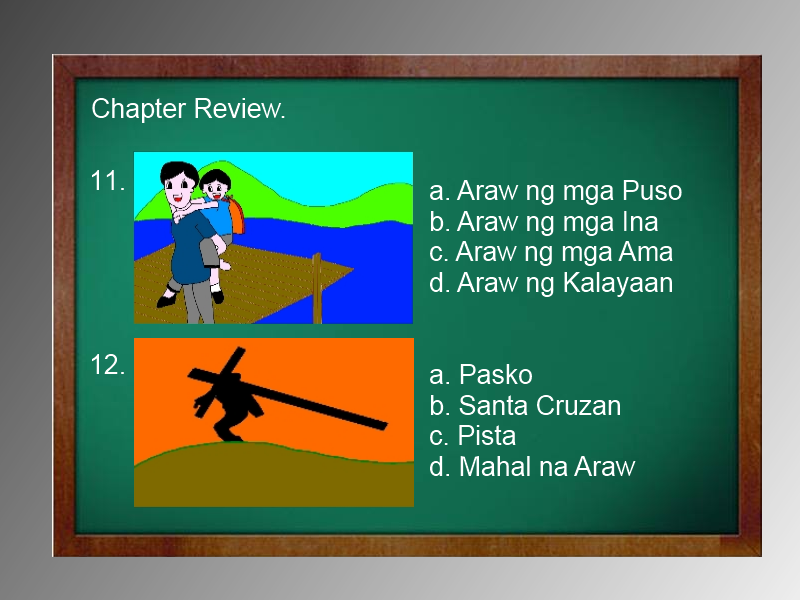 Chapter Review.
11.
a. Araw ng mga Puso
b. Araw ng mga Ina
c. Araw ng mga Ama
d. Araw ng Kalayaan
12.
a. Pasko
b. Santa Cruzan
c. Pista
d. Mahal na Araw